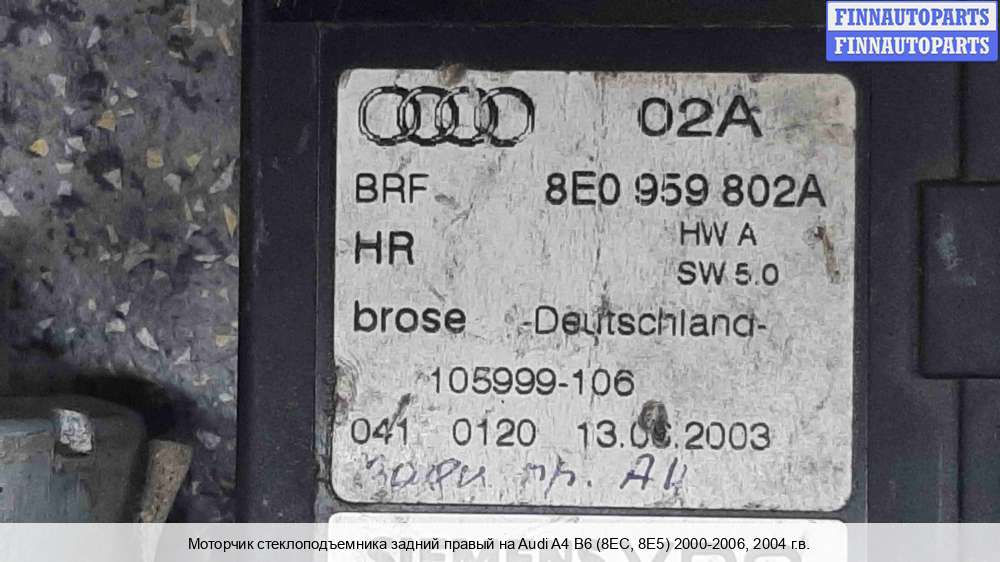 FINNAUTOPARTS
FINNAUTOPARTS
02A
BRF 8E0 959 802A
HR HW A
SW 5.0
brose -Deutschland-
105999-106
041 0120 2003
Моторчик стеклоподъемника задний правый на Audi A4 B6 (8EC, 8E5) 2000-2006, 2004 г.в.